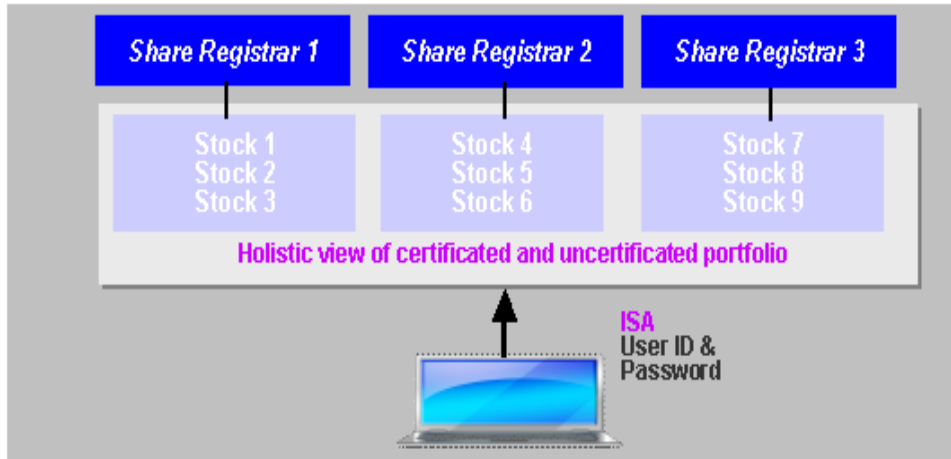 Share Registrar 1
Share Registrar 2
Share Registrar 3
Stock 1
Stock 2
Stock 3
Stock 4
Stock 5
Stock 6
Stock 7
Stock 8
Stock 9
Holistic view of certificated and uncertificated portfolio
ISA
User ID &
Password